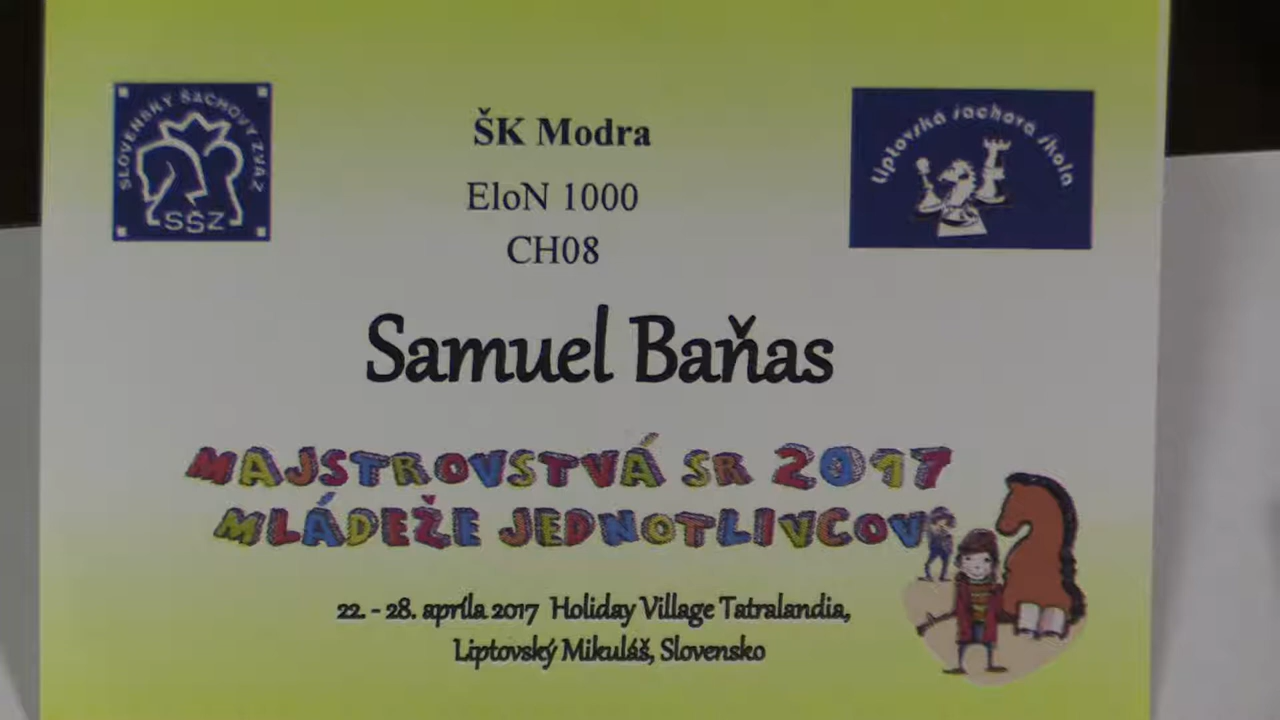 SLOVENSKÝ ŠACHOVÝ ZVÄZ
SŠZ
ŠK Modra
EloN 1000
CH08
Liptovská šachová škola
Samuel Baňas
MAJSTROVSTVÁ SR 2017
MLÁDEŽE JEDNOTLIVCOV
22. - 28. apríla 2017 Holiday Village Tatralandia,
Liptovský Mikuláš, Slovensko